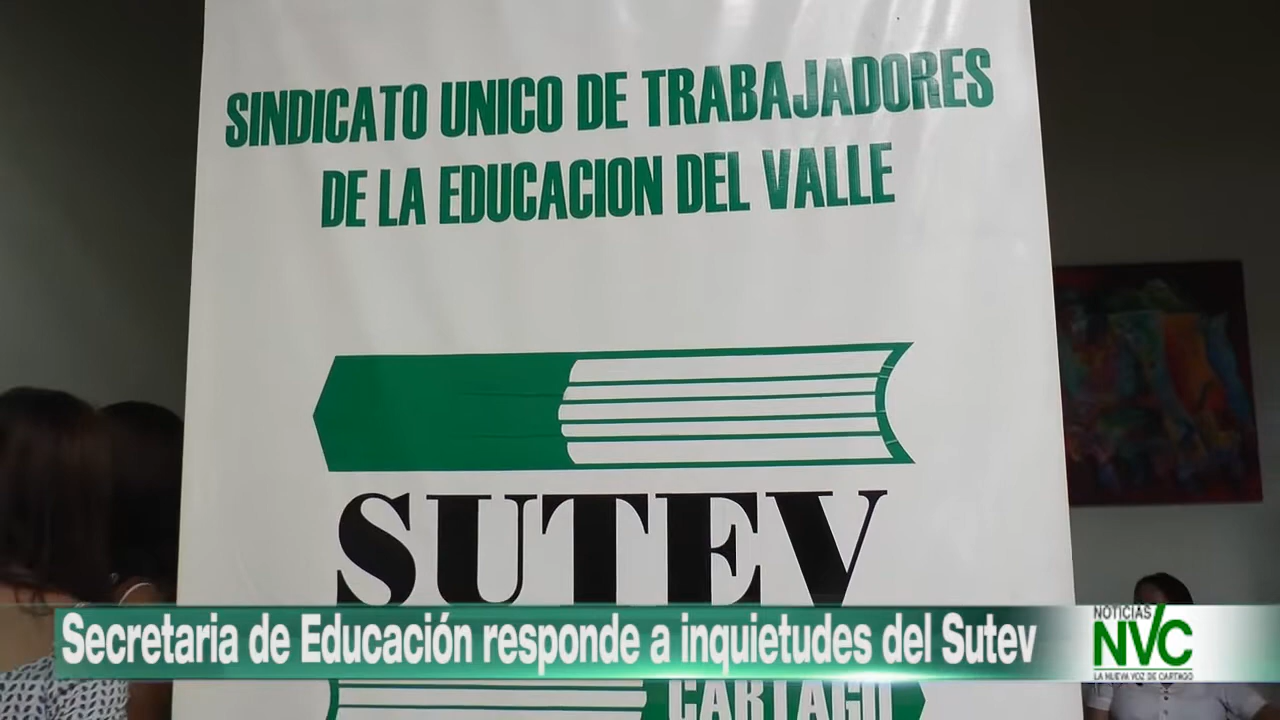 SINDICATO UNICO DE TRABAJADORES
DE LA EDUCACION DEL VALLE
SUTEV
Secretaria de Educación responde a inquietudes del Sutev
NOTICIAS
NVC
LA NUEVA VOZ DE CARTAGO
CARTAGO